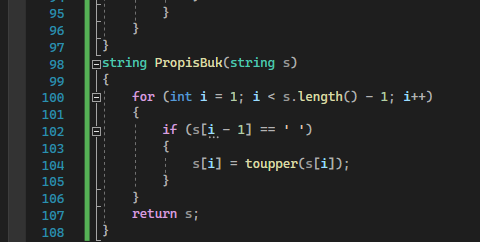 95 }
96 }
97 }
98 string PropisBuk(string s)
99 {
100 for (int i = 1; i < s.length() - 1; i++)
101 {
102 if (s[i - 1] == ' ')
103 {
104 s[i] = toupper(s[i]);
105 }
106 }
107 return s;
108 }